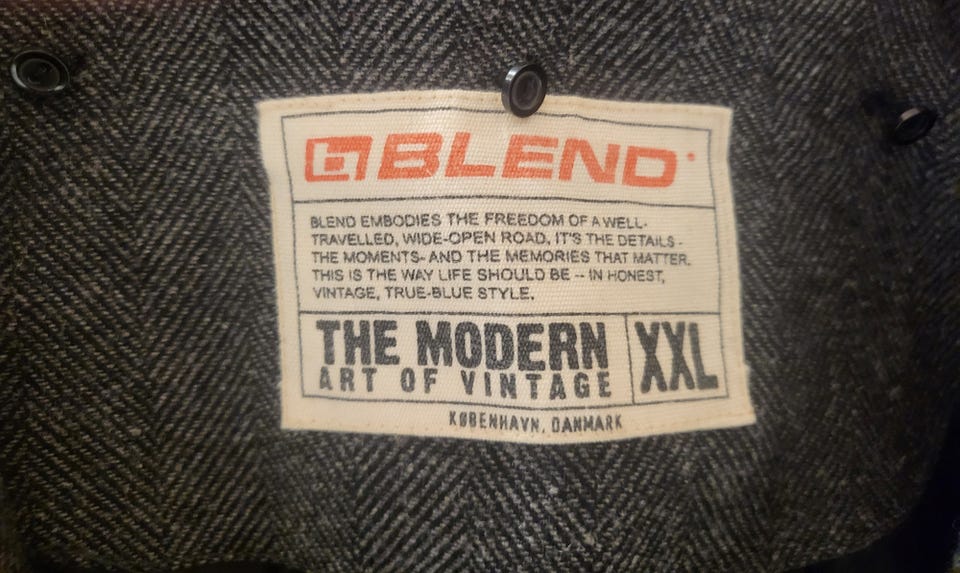 BLEND
BLEND EMBODIES THE FREEDOM OF A WELL-
TRAVELLED, WIDE-OPEN ROAD, IT'S THE DETAILS -
THE MOMENTS- AND THE MEMORIES THAT MATTER.
THIS IS THE WAY LIFE SHOULD BE -- IN HONEST,
VINTAGE, TRUE-BLUE STYLE.
THE MODERN
ART OF VINTAGE
XXL
KØBENHAVN, DANMARK